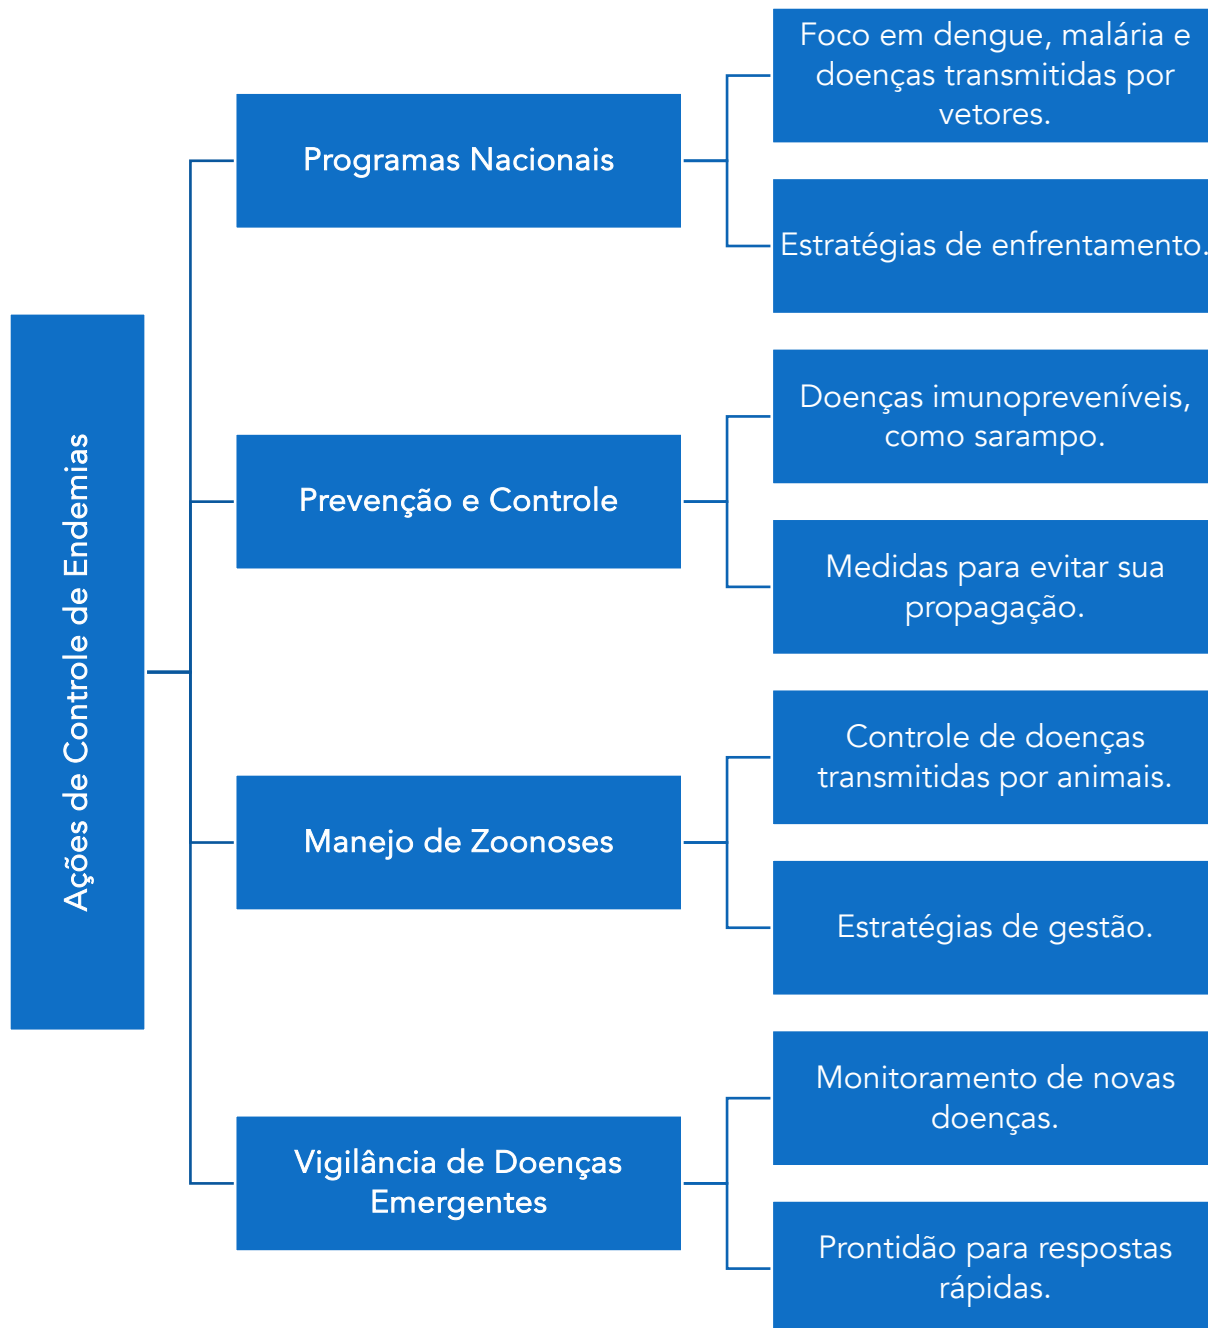 Ações de Controle de Endemias
Programas Nacionais
Foco em dengue, malária e
doenças transmitidas por
vetores.
Estratégias de enfrentamento.
Prevenção e Controle
Doenças imunopreveníveis,
como sarampo.
Medidas para evitar sua
propagação.
Manejo de Zoonoses
Controle de doenças
transmitidas por animais.
Estratégias de gestão.
Vigilância de Doenças
Emergentes
Monitoramento de novas
doenças.
Prontidão para respostas
rápidas.